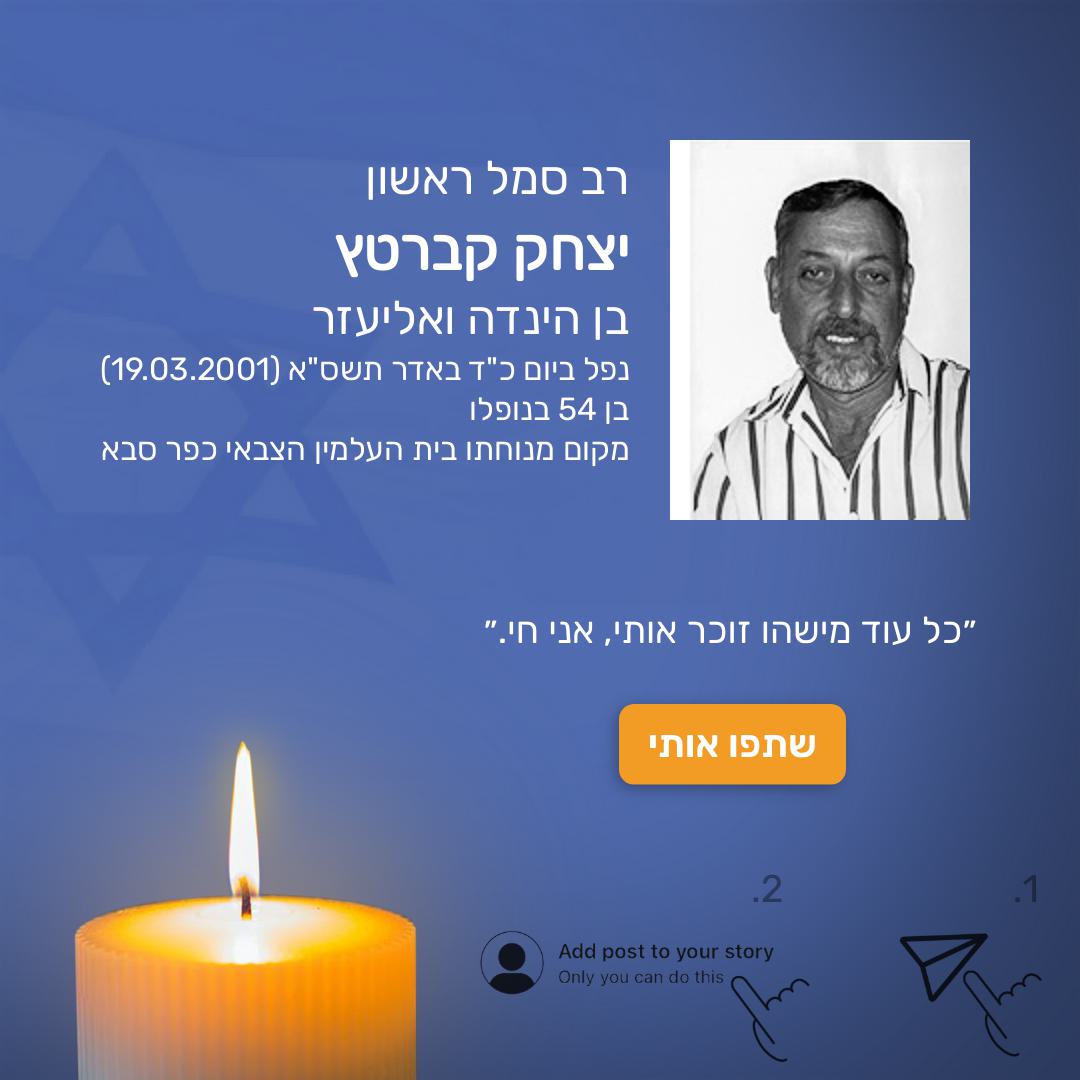 רב סמל ראשון
יצחק קברטץ
בן הינדה ואליעזר
נפל ביום כ"ד באדר תשס"א (19.03.2001)
בן 54 בנופלו
מקום מנוחתו בית העלמין הצבאי כפר סבא
״כל עוד מישהו זוכר אותי, אני חי.״
שתפו אותי
.1
.2
Add post to your story
Only you can do this